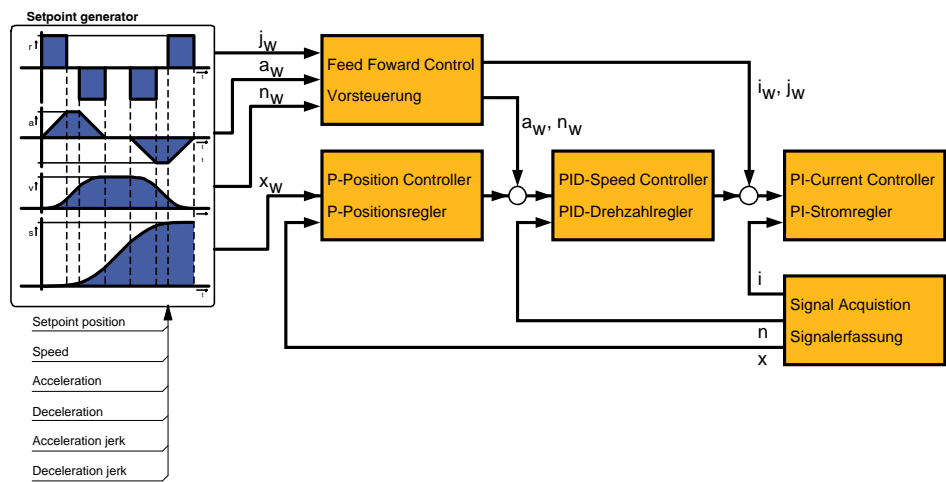 Setpoint generator
r
t
a
t
t
v
t
s
t
Setpoint position
Speed
Acceleration
Deceleration
Acceleration jerk
Deceleration jerk
jw
aw
nw
xw
Feed Foward Control
Vorsteuerung
iw, jw
aw, nw
P-Position Controller
P-Positionsregler
PID-Speed Controller
PID-Drehzahlregler
PI-Current Controller
PI-Stromregler
i
n
x
Signal Acquistion
Signalerfassung